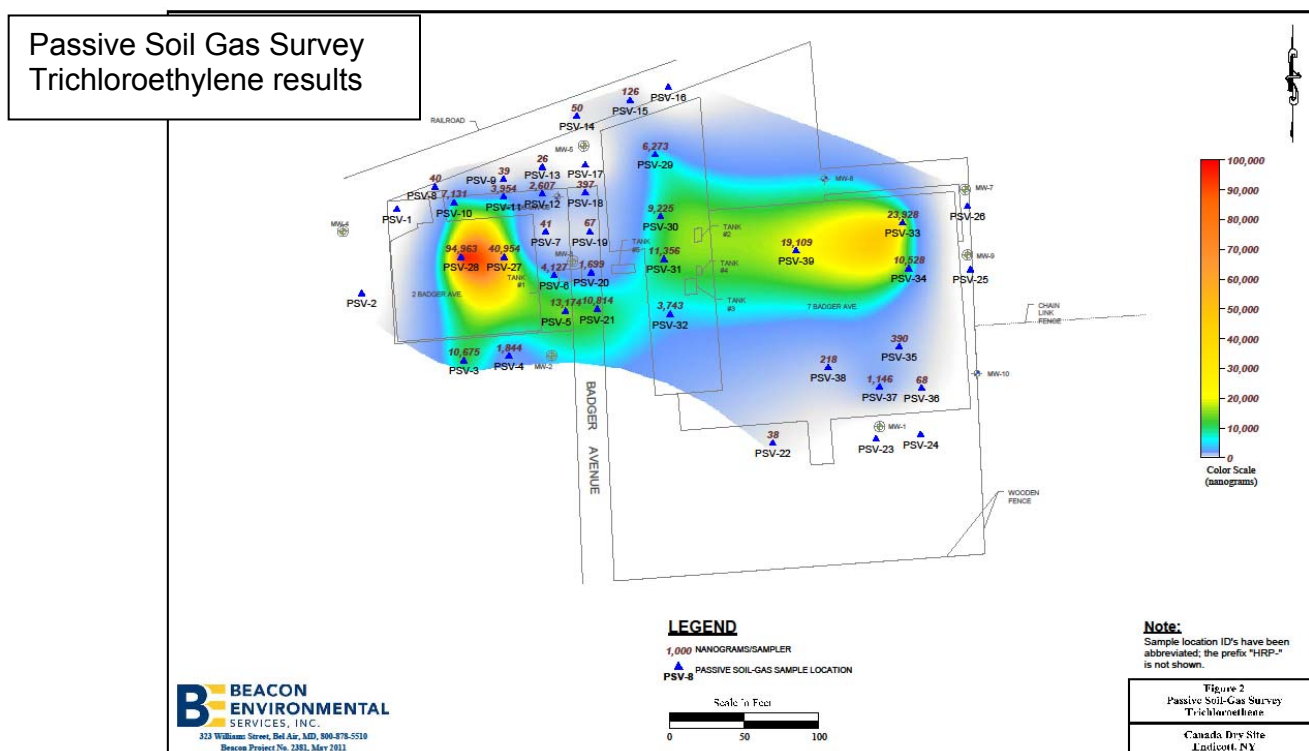 Passive Soil Gas Survey
Trichloroethylene results
RAILROAD
126
PSV-15
PSV-16
50
PSV-14
MW-5
26
PSV-13
PSV-17
6,273
PSV-29
39
PSV-9
40
PSV-8
7,131
PSV-10
3,954
PSV-11
2,607
PSV-12
397
PSV-18
MW-6
MW-7
PSV-1
MW-4
PSV-26
9,225
PSV-30
23,928
PSV-33
41
PSV-7
67
PSV-19
TANK
#2
TANK
#5
19,109
PSV-39
94,963
PSV-28
40,954
PSV-27
MW-3
11,356
PSV-31
TANK
#4
10,528
PSV-34
MW-9
PSV-25
4,127
PSV-6
1,699
PSV-20
TANK
#1
PSV-2
2 BADGER AVE.
13,174
PSV-5
10,814
PSV-21
3,743
PSV-32
TANK
#3
7 BADGER AVE
CHAIN
LINK
FENCE
10,675
PSV-3
1,844
PSV-4
MW-2
390
PSV-35
218
PSV-38
1,146
PSV-37
68
PSV-36
MW-10
BADGER AVENUE
38
PSV-22
MW-1
PSV-23
PSV-24
WOODEN
FENCE
100,000
90,000
80,000
70,000
60,000
50,000
40,000
30,000
20,000
10,000
0
Color Scale
(nanograms)
LEGEND
1,000 NANOGRAMS/SAMPLER
PSV-8 PASSIVE SOIL-GAS SAMPLE LOCATION
Scale In Feet
0 50 100
Note:
Sample location ID's have been
abbreviated; the prefix "HRP-"
is not shown.
BEACON
ENVIRONMENTAL
SERVICES, INC.
323 Williams Street, Bel Air, MD, 800-878-5510
Beacon Project No. 2381, May 2011
Figure 2
Passive Soil-Gas Survey
Trichloroethene
Canada Dry Site
Endicott, NY